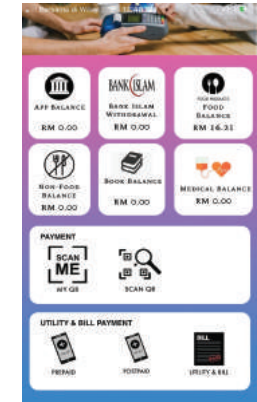 BANK ISLAM
FOOD
App Balance
Bank Islam
Withdrawal
Food
Balance
RM 0.00
RM 0.00
RM 16.31
Non-Food
Balance
Book Balance
Medical Balance
RM 0.00
RM 0.00
RM 0.00
PAYMENT
SCAN
ME
MY QR
SCAN QR
UTILITY & BILL PAYMENT
BILL
PREPAID
POSTPAID
UTILITY & BILL